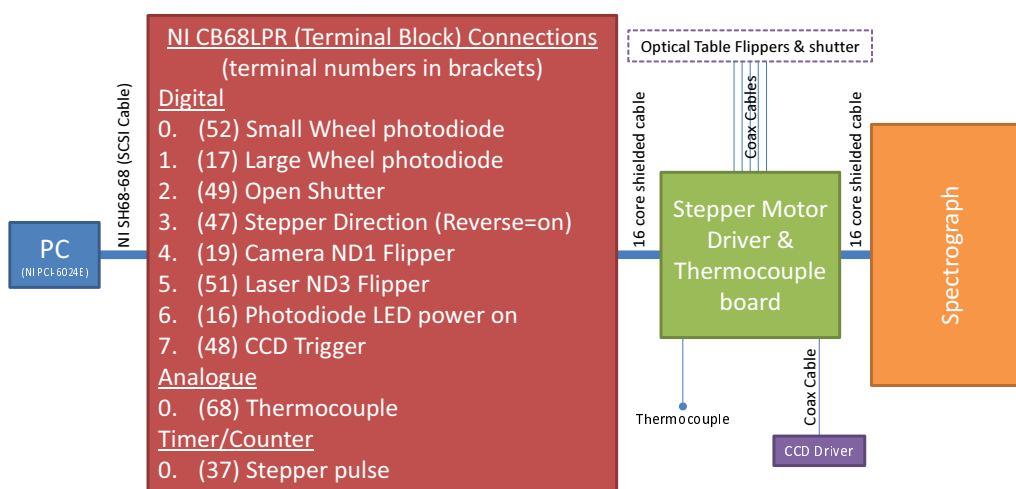 NI CB68LPR (Terminal Block) Connections
(terminal numbers in brackets)
Digital
0. (52) Small Wheel photodiode
1. (17) Large Wheel photodiode
2. (49) Open Shutter
3. (47) Stepper Direction (Reverse=on)
4. (19) Camera ND1 Flipper
5. (51) Laser ND3 Flipper
6. (16) Photodiode LED power on
7. (48) CCD Trigger
Analogue
0. (68) Thermocouple
Timer/Counter
0. (37) Stepper pulse
PC
(NI PCI-6024E)
NI SH68-68 (SCSI Cable)
16 core shielded cable
Optical Table Flippers & shutter
Coax Cables
Stepper Motor
Driver &
Thermocouple
board
16 core shielded cable
Spectrograph
Thermocouple
Coax Cable
CCD Driver